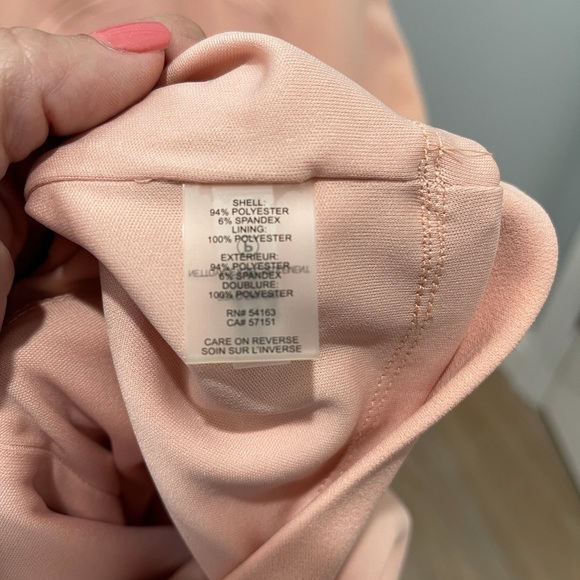 SHELL:
94% POLYESTER
6% SPANDEX
LINING:
100% POLYESTER
EXTERIEUR:
94% POLYESTER
6% SPANDEX
DOUBLURE:
100% POLYESTER
RN# 54163
CA# 57151
CARE ON REVERSE
SOIN SUR L'INVERSE